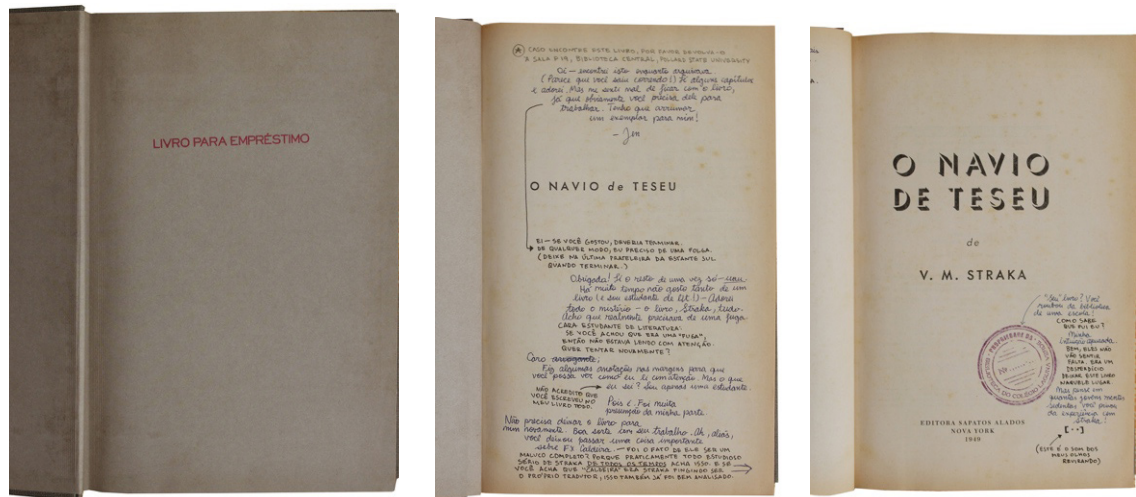 LIVRO PARA EMPRÉSTIMO
CASO ENCONTRE ESTE LIVRO, POR FAVOR DEVOLVA-O
À SALA P19, BIBLIOTECA CENTRAL, POLLARD STATE UNIVERSITY
Oi – encontrei isto enquanto arquivava
(Parece que você saiu correndo!) Li alguns capítulos
e adorei. Mas me senti mal de ficar com o livro,
já que obviamente você precisa dele para
trabalhar. Tenho que arrumar
um exemplar para mim!
– Jen
O NAVIO de TESEU
EI – SE VOCÊ GOSTOU, DEVERIA TERMINAR.
DE QUALQUER MODO, EU PRECISO DE UMA FOLGA.
(DEIXE NA ÚLTIMA PRATELEIRA DA ESTANTE SUL
QUANDO TERMINAR.)
Obrigada! Li o resto de uma vez só – uau.
Há muito tempo não gosto tanto de um
livro (e sou estudante de Lit.!) – Adorei
todo o mistério – o livro, Straka, tudo.
Acho que realmente precisava de uma fuga.
CARA ESTUDANTE DE LITERATURA:
SE VOCÊ ACHOU QUE ERA UMA "FUGA",
ENTÃO NÃO ESTAVA LENDO COM ATENÇÃO.
QUER TENTAR NOVAMENTE?
Caro arrogante:
Fiz algumas anotações nas margens para que
você possa ver como eu li com atenção. Mas o que
eu sei? Sou apenas uma estudante.
NÃO ACREDITO QUE
VOCÊ ESCREVEU NO
MEU LIVRO TODO.
Pois é. Foi muita
presunção da minha parte.
Não precisa deixar o livro para
mim novamente. Boa sorte com seu trabalho. Ah, aliás,
você deixou passar uma coisa importante
sobre FX Caldeira. – FOI O FATO DE ELE SER UM
MALUCO COMPLETO? PORQUE PRATICAMENTE TODO ESTUDIOSO
SÉRIO DE STRAKA DE TODOS OS TEMPOS ACHA ISSO. E SE
VOCÊ ACHA QUE "CALDEIRA" ERA STRAKA FINGINDO SER
O PRÓPRIO TRADUTOR, ISSO TAMBÉM JÁ FOI BEM ANALISADO.
O NAVIO
DE TESEU
de
V. M. STRAKA
"Seu" livro? Você
roubou da biblioteca
de uma escola!
COMO SABE
QUE FUI EU?
Minha
intuição apurada.
BEM, ELES NÃO
VÃO SENTIR
FALTA. ERA UM
DESPERDÍCIO
DEIXAR ESTE LIVRO
NAQUELE LUGAR.
Mas pense em
quantas jovens mentes
sedentas você privou
da experiência com
Straka!
[--]
(ESTE É O SOM DOS
MEUS OLHOS
REVIRANDO)
PROPRIEDADE DA
EDITORA SAPATOS ALADOS
NOVA YORK
1949